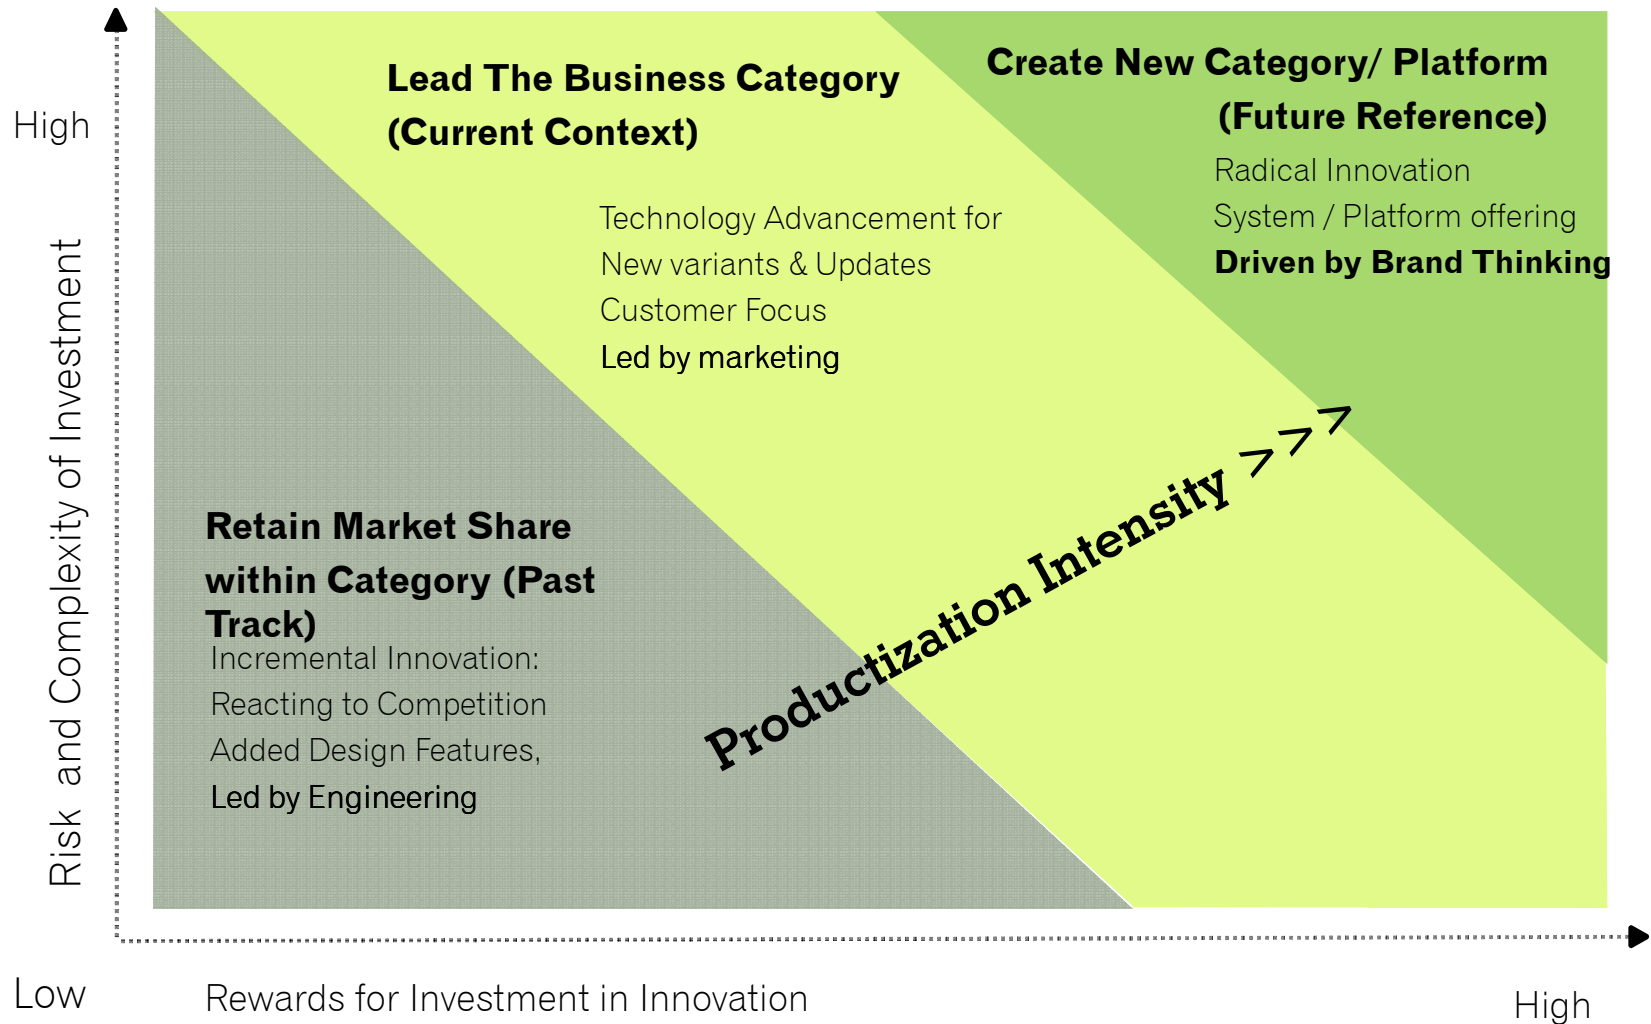 High
Risk and Complexity of Investment
Lead The Business Category
(Current Context)
Technology Advancement for
New variants & Updates
Customer Focus
Led by marketing
Create New Category/ Platform
(Future Reference)
Radical Innovation
System / Platform offering
Driven by Brand Thinking
Retain Market Share
within Category (Past
Track)
Incremental Innovation:
Reacting to Competition
Added Design Features,
Led by Engineering
Productization Intensity >>>
Low
Rewards for Investment in Innovation
High